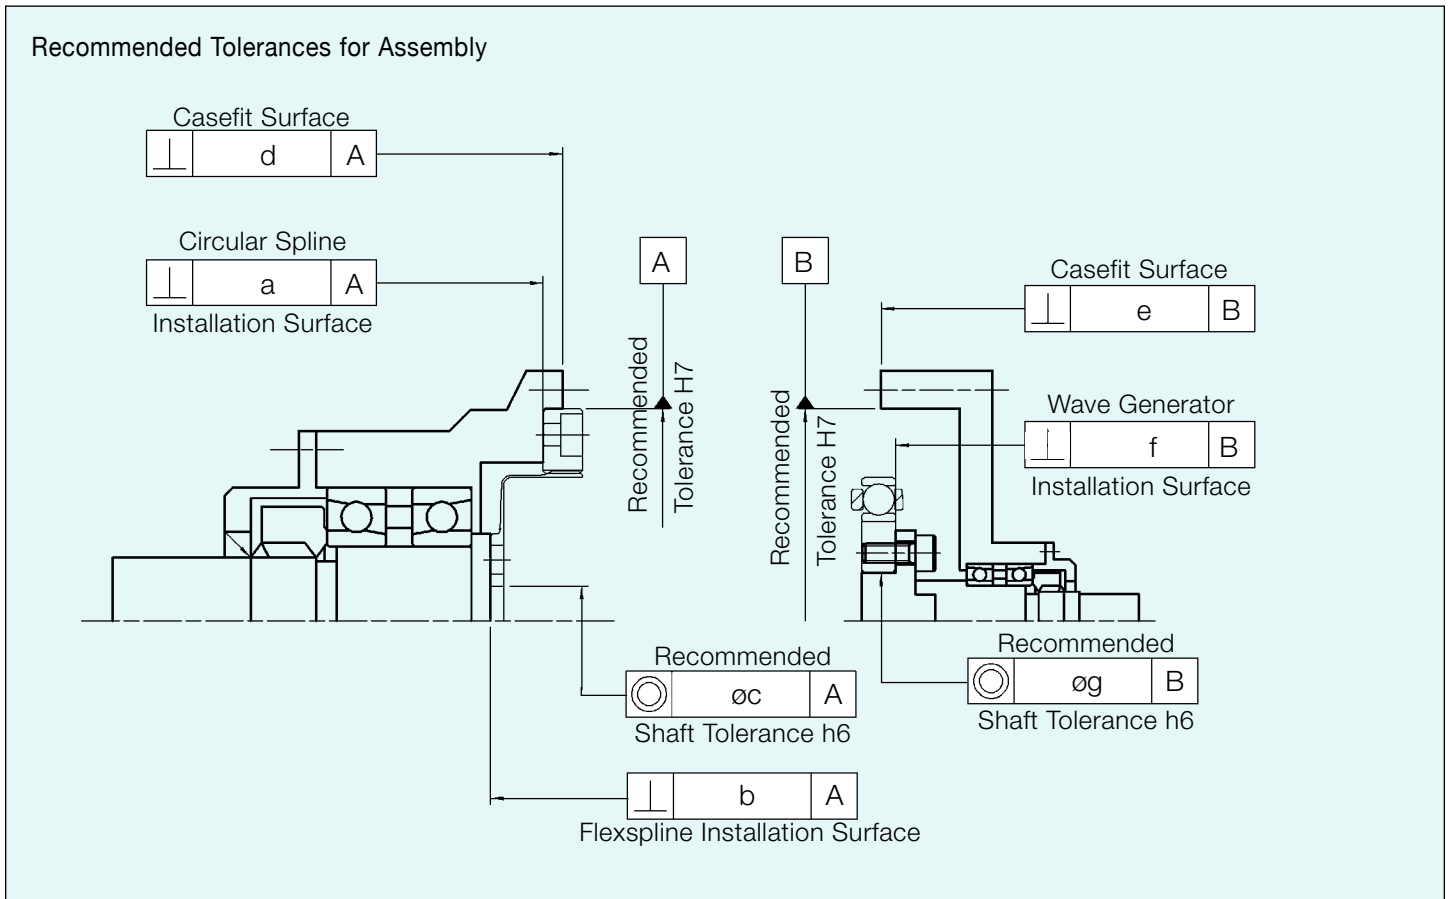 Recommended Tolerances for Assembly
Casefit Surface
⊥ d A
Circular Spline
⊥ a A
Installation Surface
A
Recommended
Tolerance H7
B
Recommended
Tolerance H7
Casefit Surface
⊥ e B
Wave Generator
⊥ f B
Installation Surface
Recommended
◎ øc A
Shaft Tolerance h6
Recommended
◎ øg B
Shaft Tolerance h6
⊥ b A
Flexspline Installation Surface